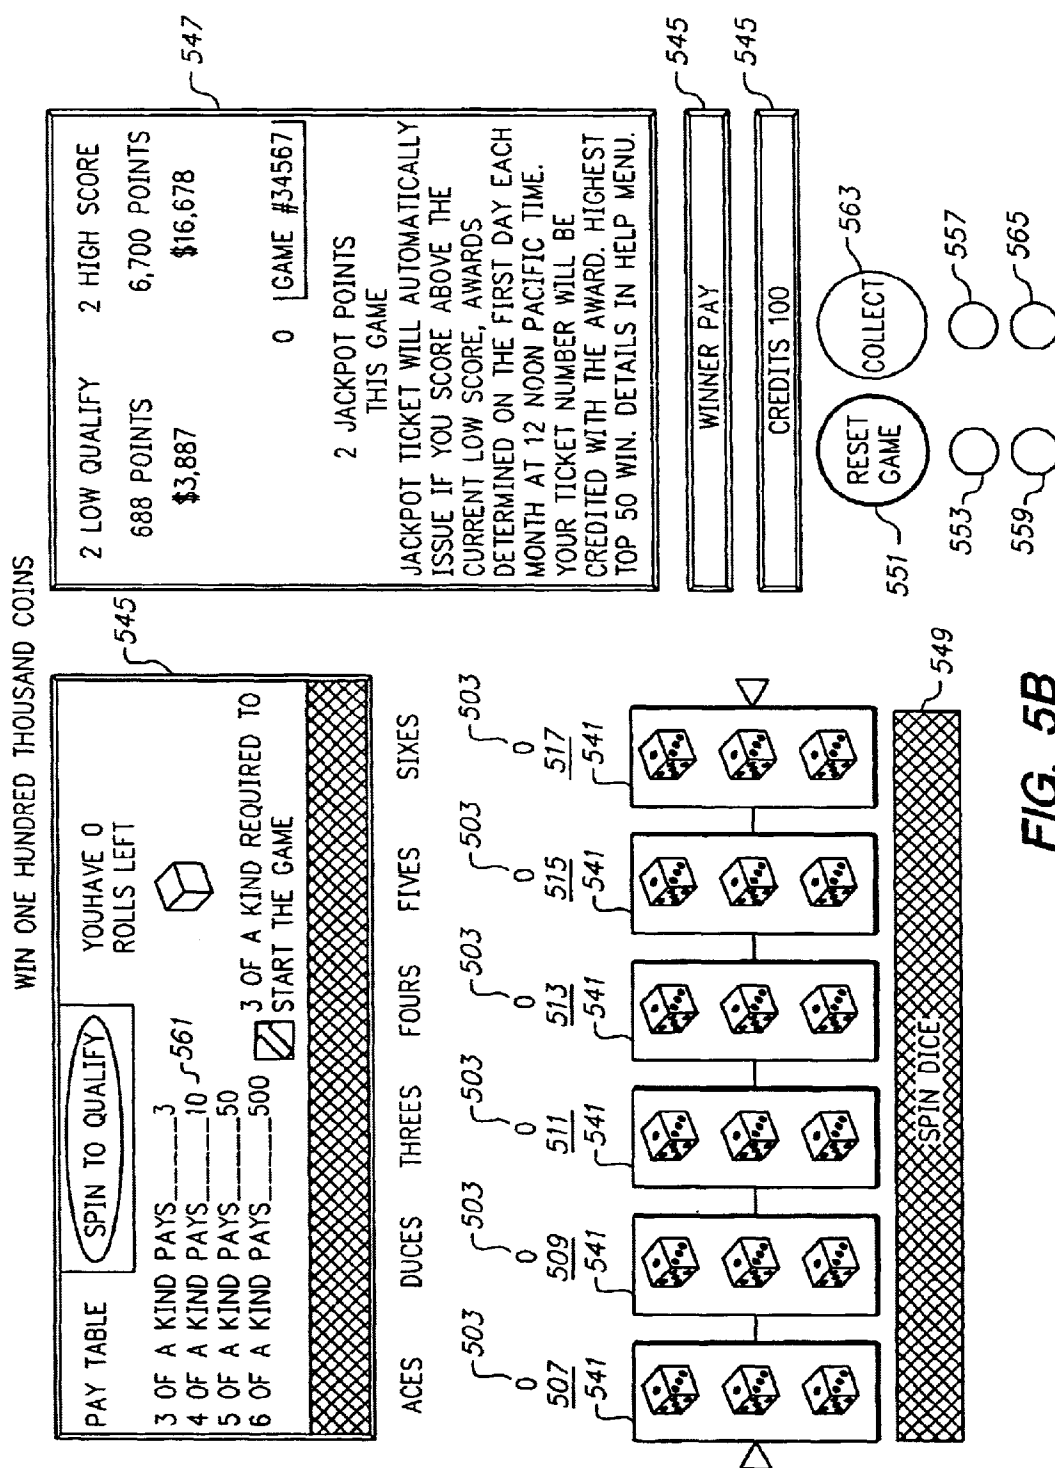 WIN ONE HUNDRED THOUSAND COINS
PAY TABLE
SPIN TO QUALIFY
YOUHAVE 0
ROLLS LEFT
545
3 OF A KIND PAYS______3
4 OF A KIND PAYS______10
561
5 OF A KIND PAYS______50
6 OF A KIND PAYS______500
3 OF A KIND REQUIRED TO
START THE GAME
ACES DUCES THREES FOURS FIVES SIXES
503 503 503 503 503 503
0 0 0 0 0 0
507 509 511 513 515 517
541 541 541 541 541 541
SPIN DICE
549
2 LOW QUALIFY 2 HIGH SCORE
547
688 POINTS 6,700 POINTS
$3,887 $16,678
0 GAME #34567
2 JACKPOT POINTS
THIS GAME
JACKPOT TICKET WILL AUTOMATICALLY
ISSUE IF YOU SCORE ABOVE THE
CURRENT LOW SCORE, AWARDS
DETERMINED ON THE FIRST DAY EACH
MONTH AT 12 NOON PACIFIC TIME.
YOUR TICKET NUMBER WILL BE
CREDITED WITH THE AWARD. HIGHEST
TOP 50 WIN. DETAILS IN HELP MENU.
WINNER PAY
545
CREDITS 100
545
RESET
GAME
551
COLLECT
563
553 557
559 565
FIG. 5B